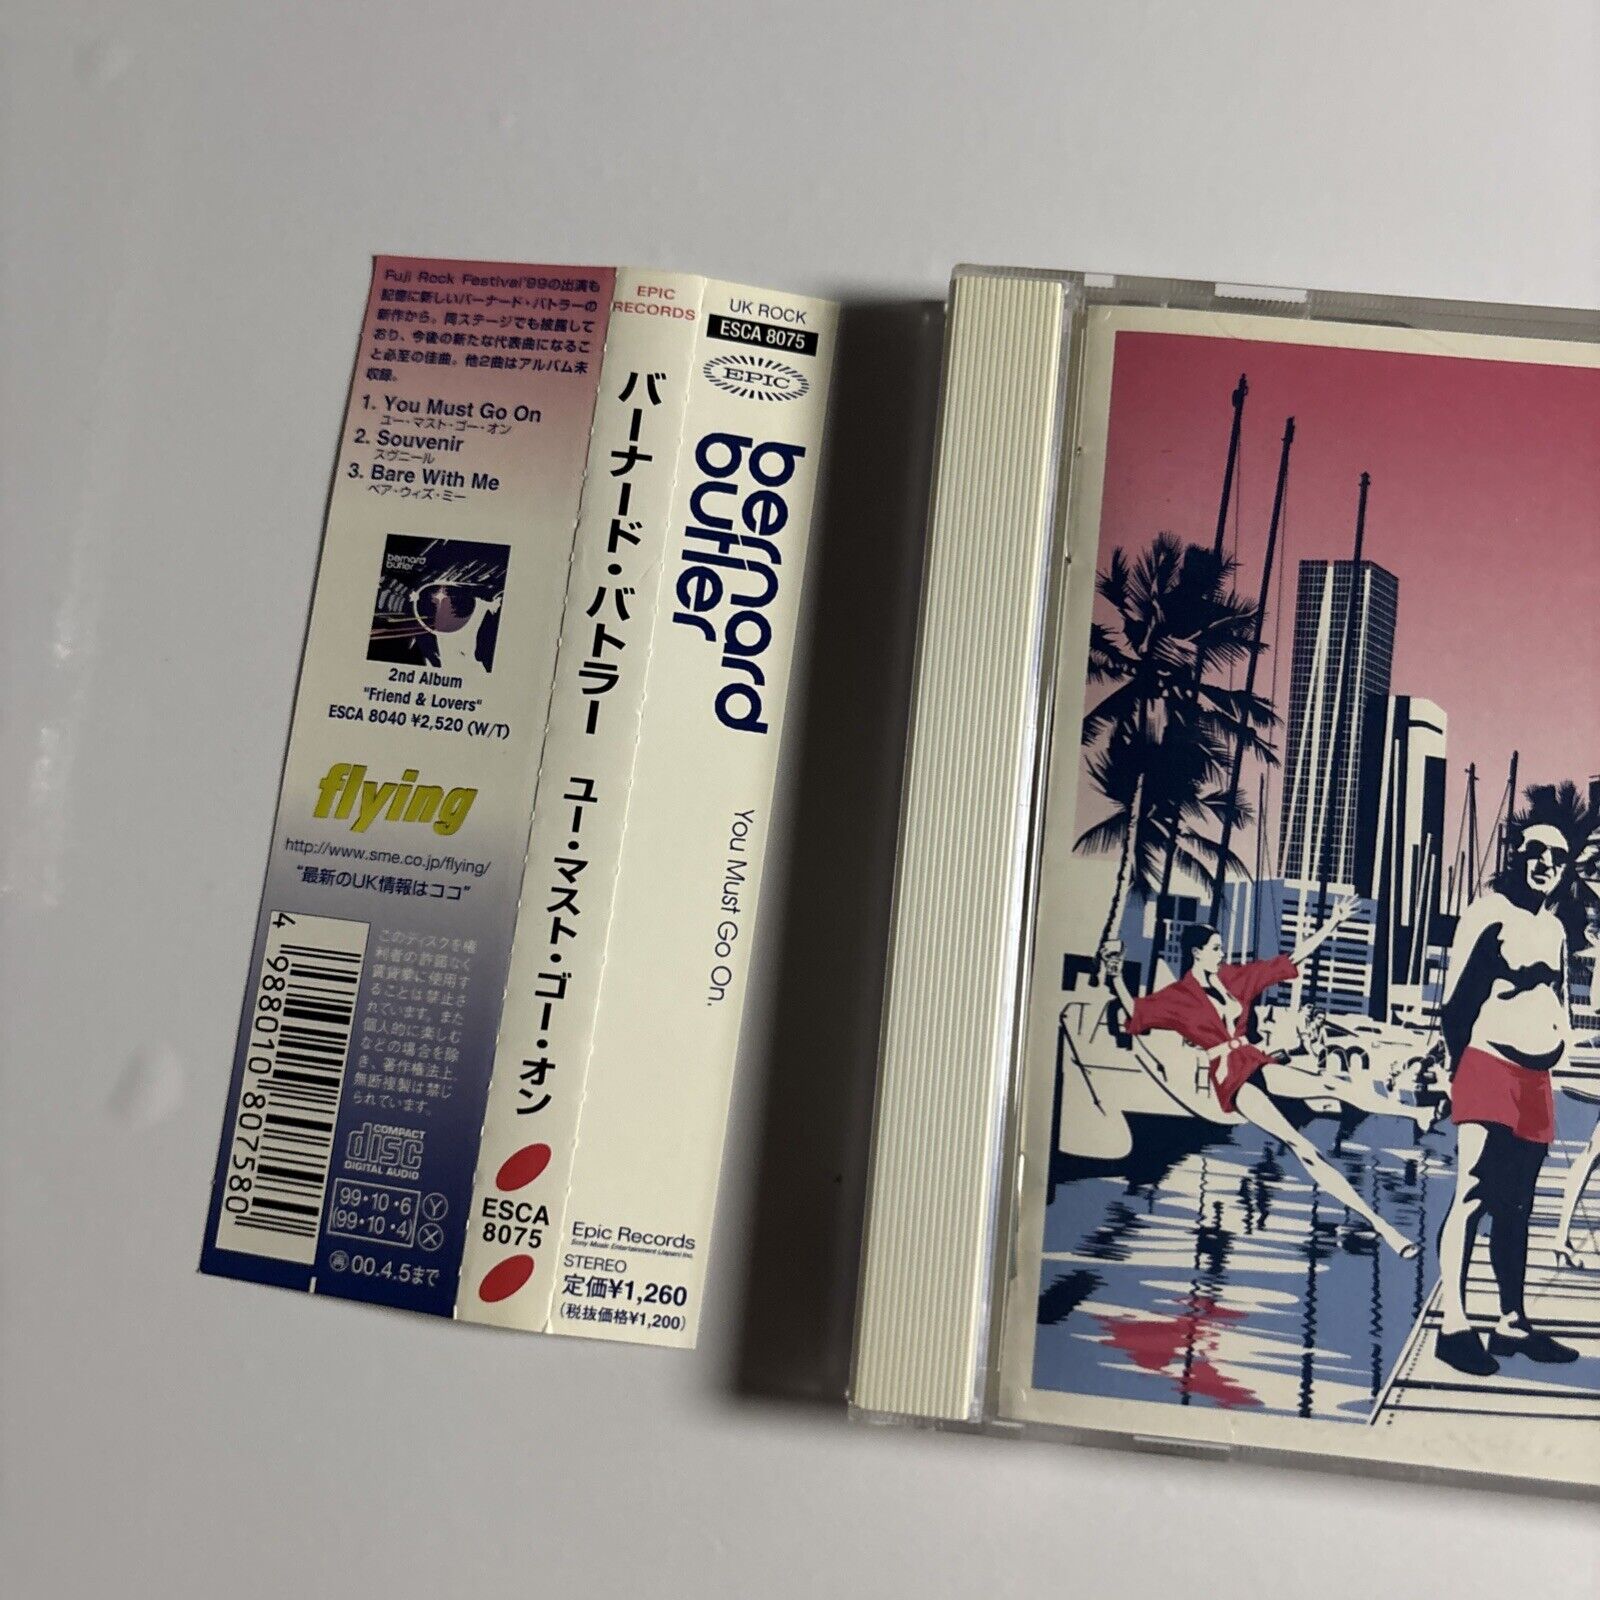 Fuji Rock Festival'99の出演も
記憶に新しいバーナード・バトラーの
新作から。同ステージでも披露して
おり、今後の新たな代表曲になるこ
と必至の佳曲。他2曲はアルバム未
収録。
1. You Must Go On
ユー・マスト・ゴー・オン
2. Souvenir
スヴニール
3. Bare With Me
ベア・ウィズ・ミー
bernard
butler
2nd Album
"Friend & Lovers"
ESCA 8040 ¥2,520 (W/T)
flying
http://www.sme.co.jp/flying/
"最新のUK情報はココ"
4 988010 807580
このディスクを権
利者の許諾なく
賃貸業に使用す
ることは禁止さ
れています。また
個人的に楽しむ
などの場合を除
き、著作権法上、
無断複製は禁じ
られています。
COMPACT
disc
DIGITAL AUDIO
99・10・6 Ⓨ
(99・10・4) Ⓧ
㊢00.4.5まで
EPIC
RECORDS
バーナード・バトラー ユー・マスト・ゴー・オン
ESCA
8075
UK ROCK
ESCA 8075
EPIC
bernard
butler
You Must Go On.
Epic Records
Sony Music Entertainment (Japan) Inc.
STEREO
定価¥1,260
(税抜価格¥1,200)